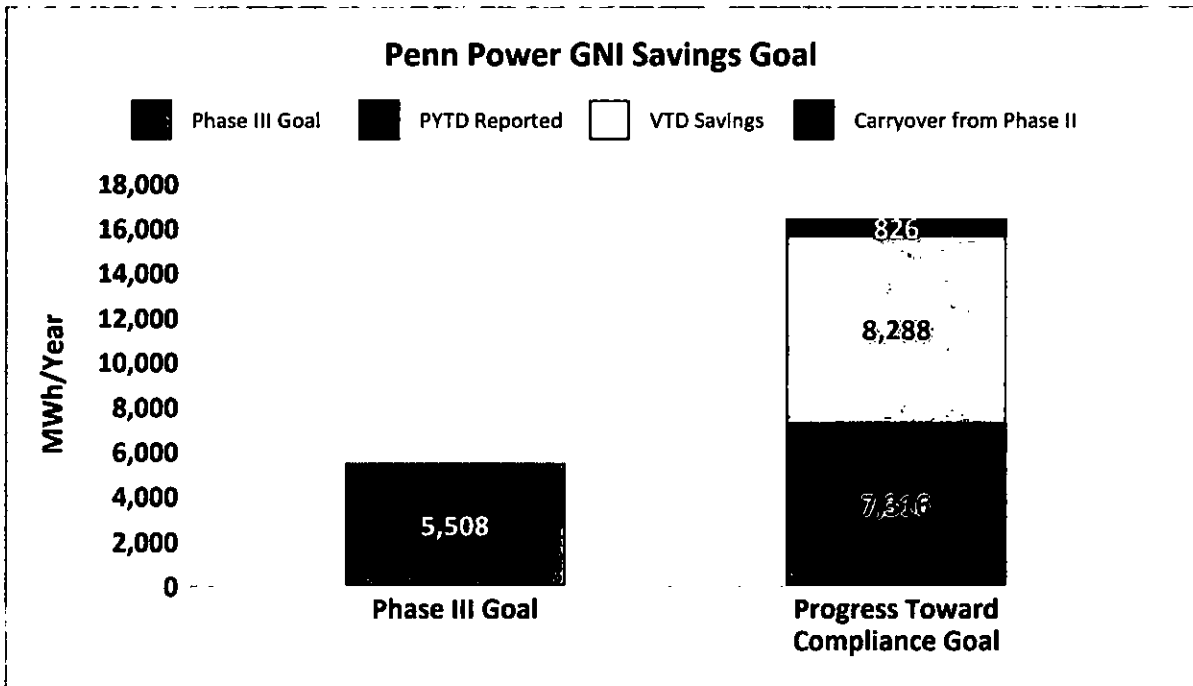 Penn Power GNI Savings Goal
Phase III Goal PYTD Reported VTD Savings Carryover from Phase II
18,000
16,000
14,000
12,000
10,000
8,000
6,000
4,000
2,000
0
MWh/Year
5,508
826
8,288
7,316
Phase III Goal
Progress Toward
Compliance Goal